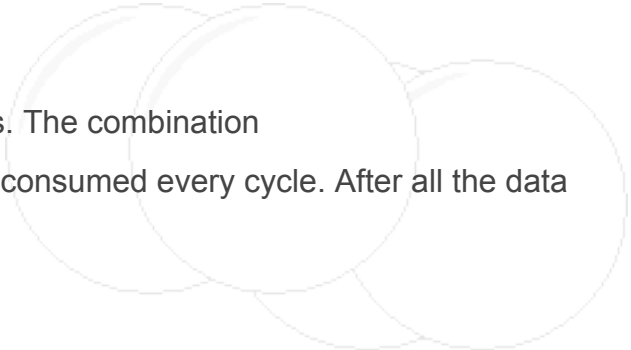 s. The combination
consumed every cycle. After all the data